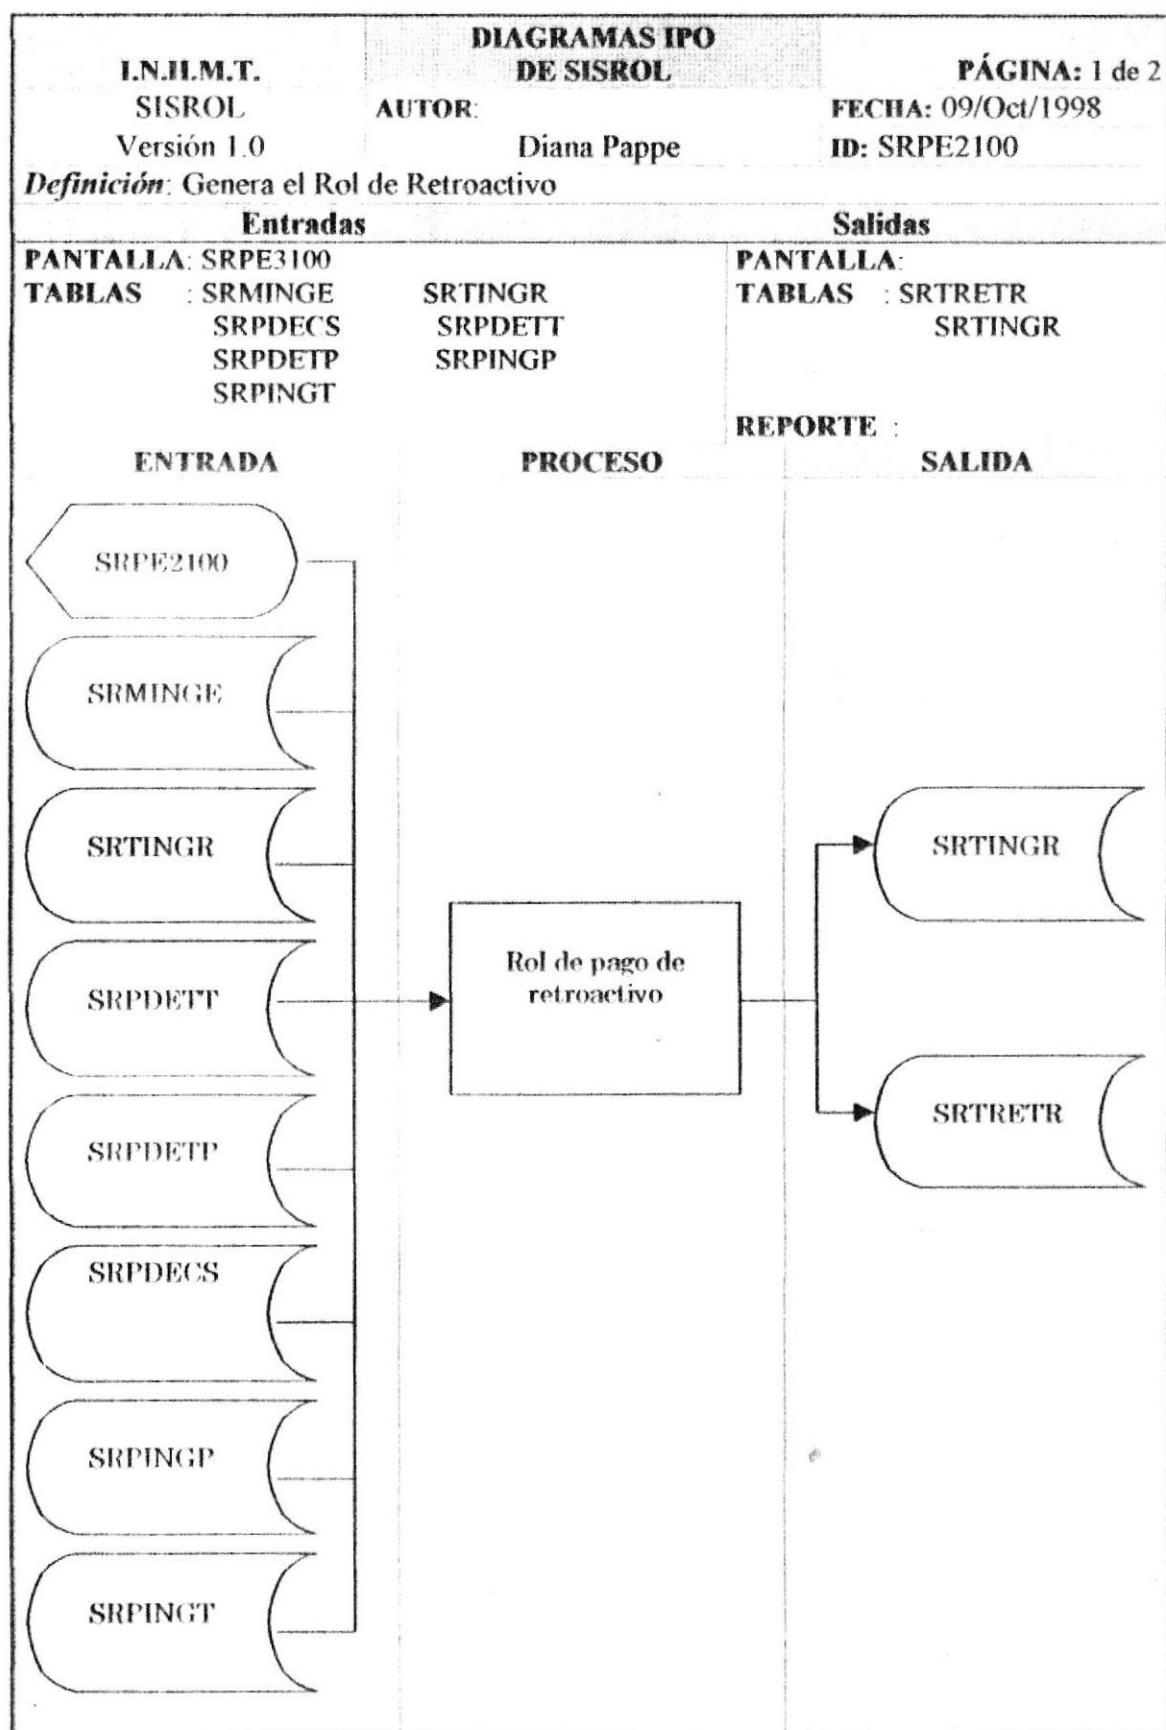 DIAGRAMAS IPO
I.N.H.M.T. DE SISROL PÁGINA: 1 de 2
SISROL AUTOR: FECHA: 09/Oct/1998
Versión 1.0 Diana Pappe ID: SRPE2100
Definición: Genera el Rol de Retroactivo
Entradas Salidas
PANTALLA: SRPE3100 PANTALLA:
TABLAS : SRMINGE SRTINGR TABLAS : SRTRETR
SRPDECS SRPDETT SRTINGR
SRPDETP SRPINGP
SRPINGT
REPORTE :
ENTRADA PROCESO SALIDA
SRPE2100
SRMINGE
SRTINGR SRTINGR
Rol de pago de
SRPDETT retroactivo
SRTRETR
SRPDETP
SRPDECS
SRPINGP
SRPINGT